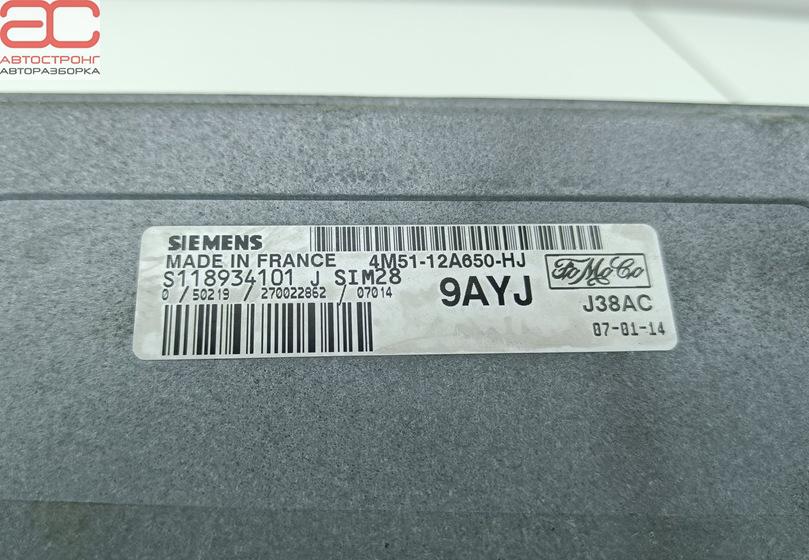 AC
АВТОСТРОНГ
АВТОРАЗБОРКА
SIEMENS
MADE IN FRANCE 4M51-12A650-HJ
S118934101 J SIM28
0 /50219 /270022862 /07014
9AYJ
FoMoCo
J38AC
07-01-14